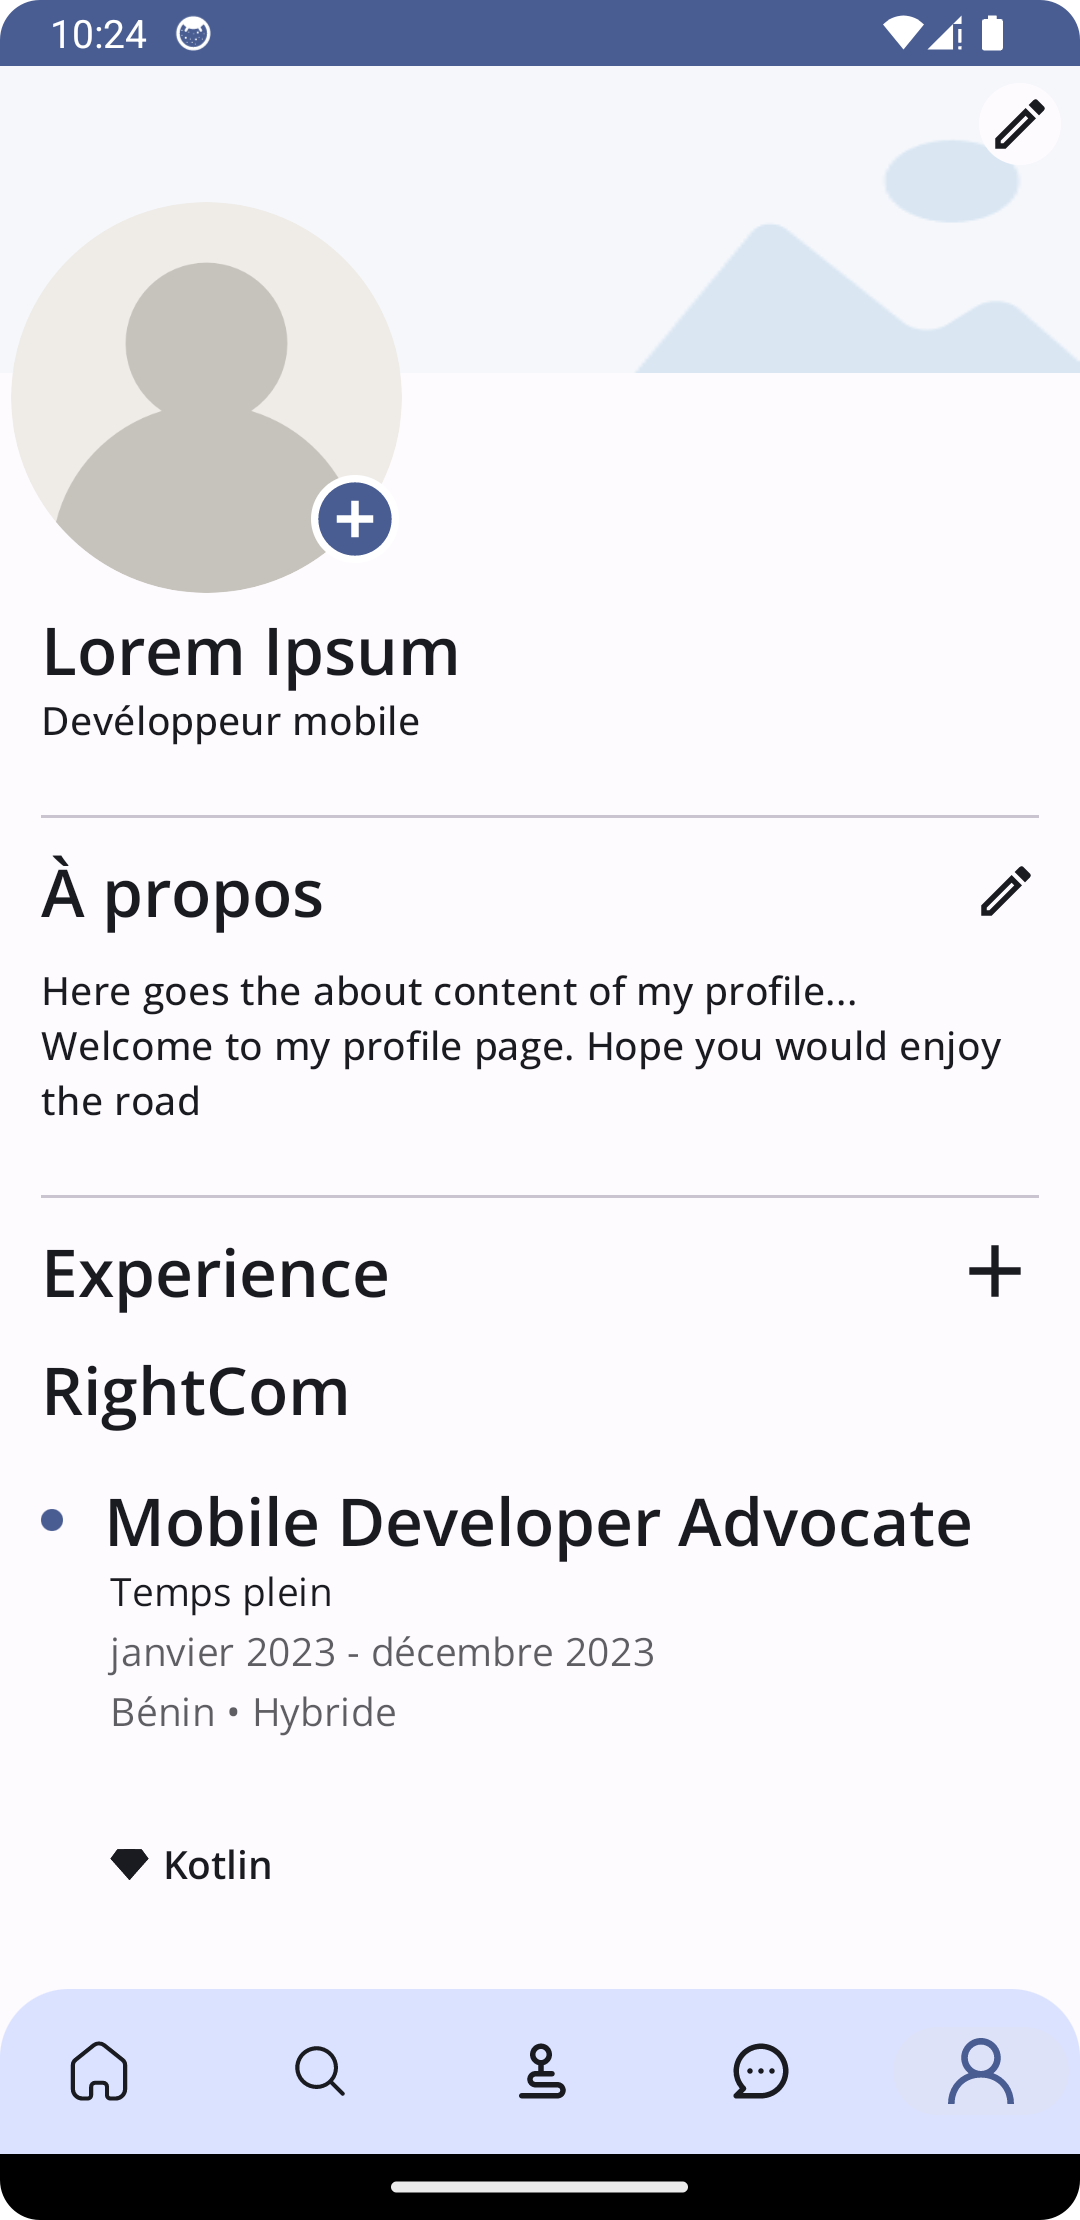 10:24
Lorem Ipsum
Devéloppeur mobile
À propos
Here goes the about content of my profile...
Welcome to my profile page. Hope you would enjoy
the road
Experience
RightCom
Mobile Developer Advocate
Temps plein
janvier 2023 - décembre 2023
Bénin • Hybride
Kotlin